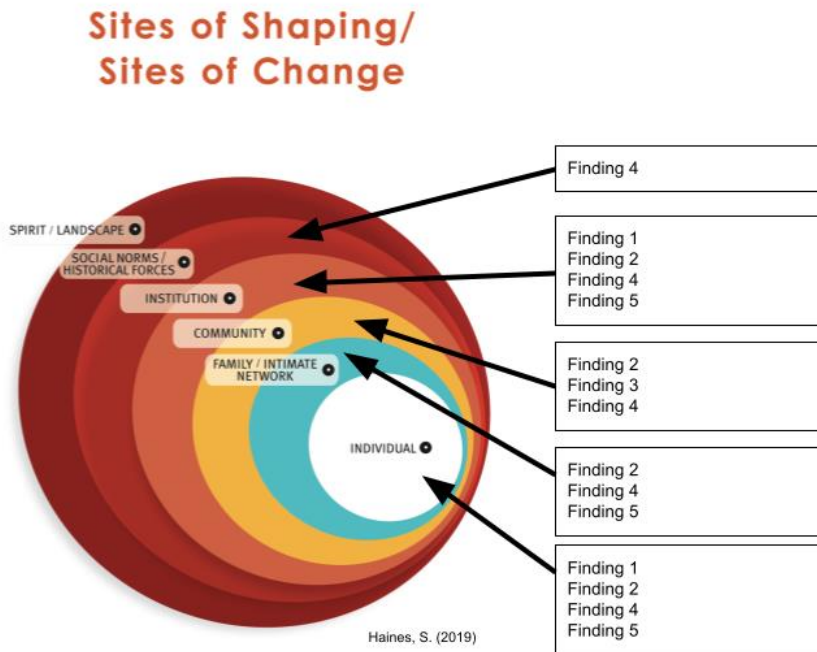 Sites of Shaping/
Sites of Change
SPIRIT / LANDSCAPE
SOCIAL NORMS /
HISTORICAL FORCES
INSTITUTION
COMMUNITY
FAMILY / INTIMATE
NETWORK
INDIVIDUAL
Finding 4
Finding 1
Finding 2
Finding 4
Finding 5
Finding 2
Finding 3
Finding 4
Finding 2
Finding 4
Finding 5
Finding 1
Finding 2
Finding 4
Finding 5
Haines, S. (2019)